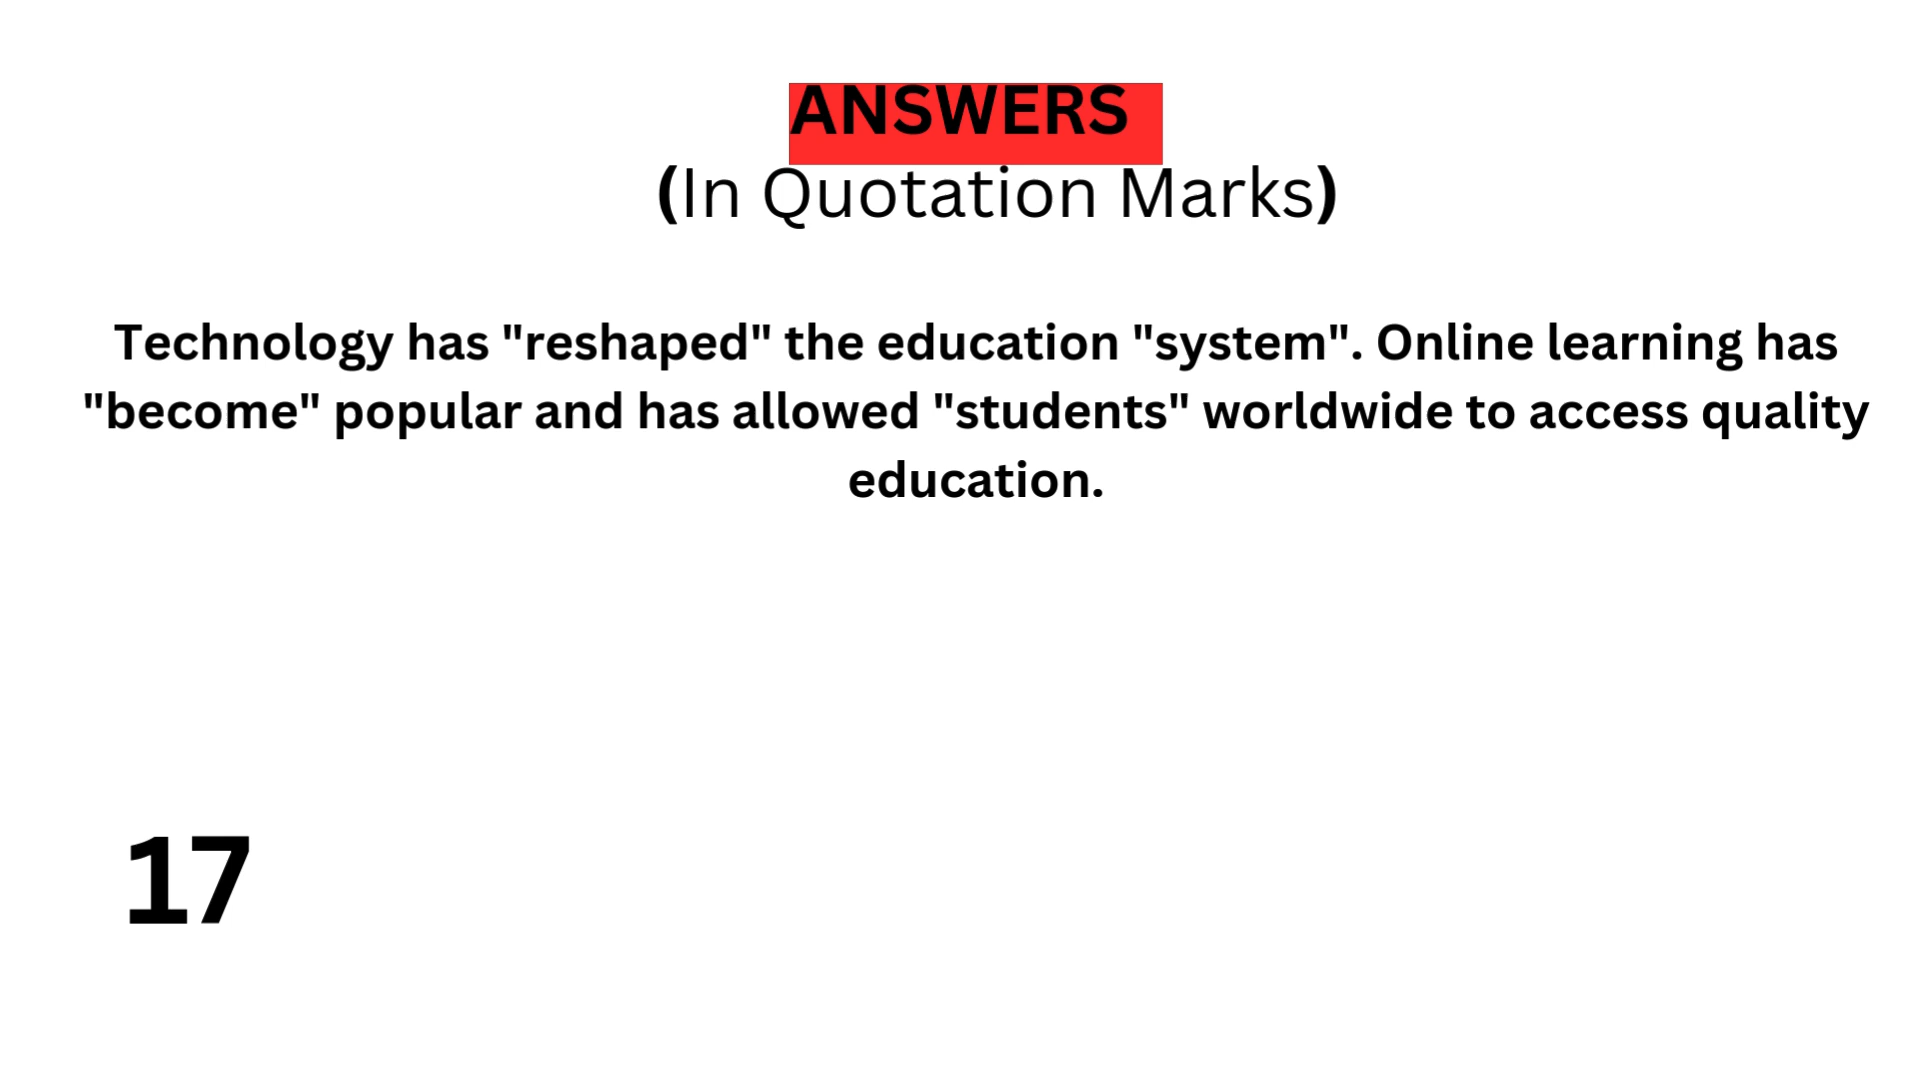 ANSWERS
(In Quotation Marks)
Technology has "reshaped" the education "system". Online learning has
"become" popular and has allowed "students" worldwide to access quality
education.
17